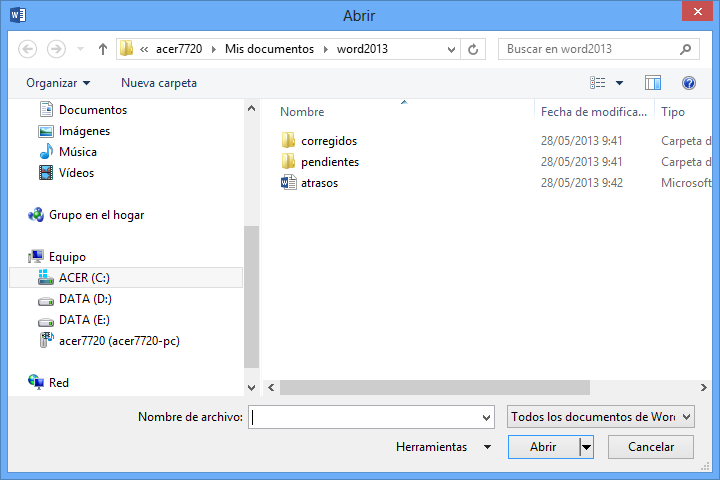 Abrir
« acer7720 Mis documentos word2013
Buscar en word2013
Organizar Nueva carpeta
Documentos
Imágenes
Música
Vídeos
Grupo en el hogar
Equipo
ACER (C:)
DATA (D:)
DATA (E:)
acer7720 (acer7720-pc)
Red
Nombre Fecha de modifica... Tipo
corregidos 28/05/2013 9:41 Carpeta d
pendientes 28/05/2013 9:41 Carpeta d
atrasos 28/05/2013 9:42 Microsoft
Nombre de archivo: Todos los documentos de Wor
Herramientas Abrir Cancelar